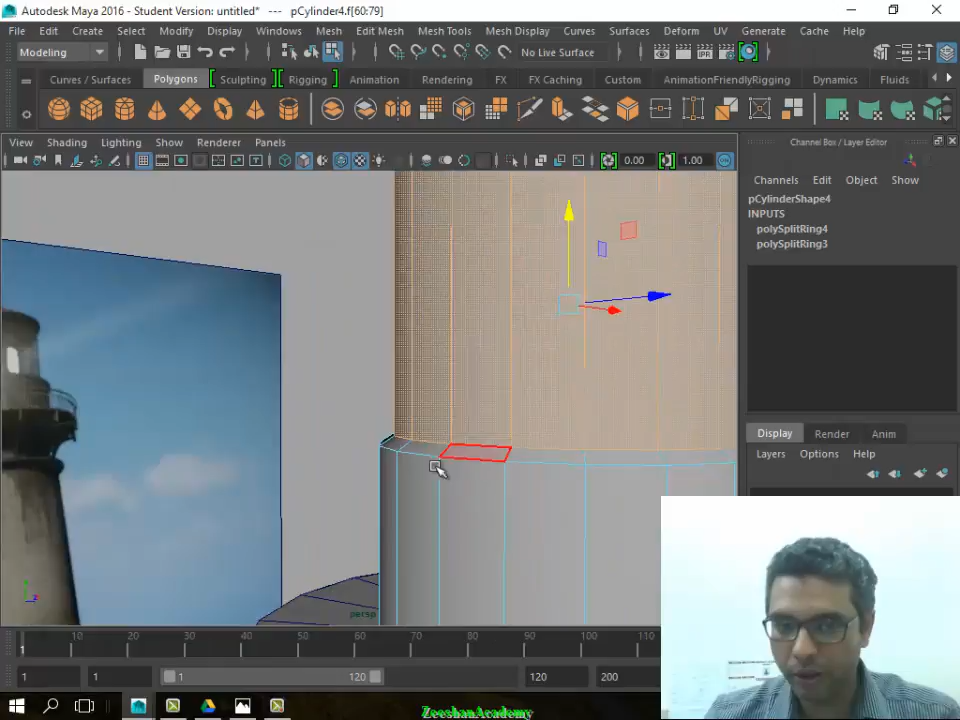 Autodesk Maya 2016 - Student Version: untitled*   ---   pCylinder4.f[60:79]
File Edit Create Select Modify Display Windows Mesh Edit Mesh Mesh Tools Mesh Display Curves Surfaces Deform UV Generate Cache Help
Modeling No Live Surface
Curves / Surfaces Polygons Sculpting Rigging Animation Rendering FX FX Caching Custom AnimationFriendlyRigging Dynamics Fluids
View Shading Lighting Show Renderer Panels
Channel Box / Layer Editor
0.00 1.00
Channels Edit Object Show
pCylinderShape4
INPUTS
polySplitRing4
polySplitRing3
Display Render Anim
Layers Options Help
persp
1 10 20 30 40 50 60 70 80 90 100 110
1 1 1 120 120 200
ZeeshanAcademy